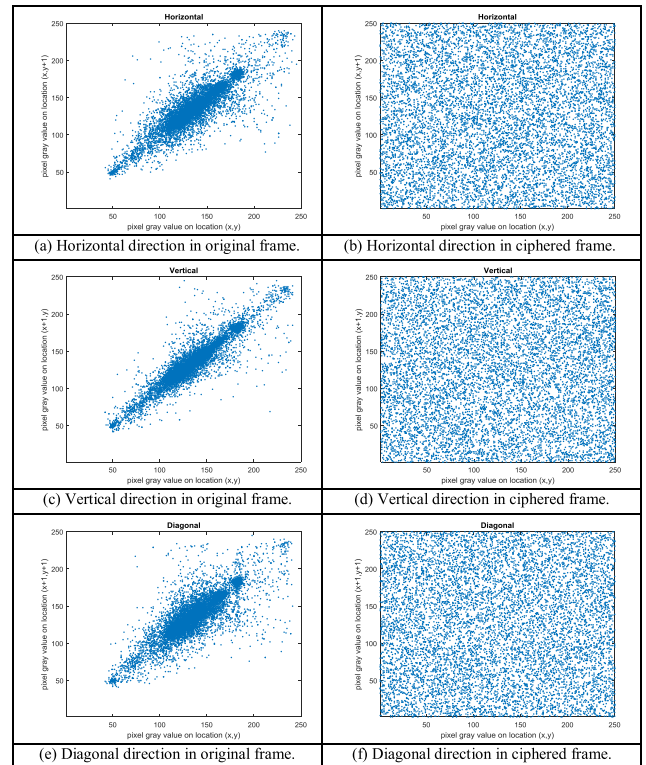 Horizontal
250
200
150
100
50
50
100
150
200
250
pixel gray value on location (x,y+1)
pixel gray value on location (x,y)
(a) Horizontal direction in original frame.
Horizontal
250
200
150
100
50
50
100
150
200
250
pixel gray value on location (x,y+1)
pixel gray value on location (x,y)
(b) Horizontal direction in ciphered frame.
Vertical
250
200
150
100
50
50
100
150
200
250
pixel gray value on location (x+1,y)
pixel gray value on location (x,y)
(c) Vertical direction in original frame.
Vertical
250
200
150
100
50
50
100
150
200
250
pixel gray value on location (x+1,y)
pixel gray value on location (x,y)
(d) Vertical direction in ciphered frame.
Diagonal
250
200
150
100
50
50
100
150
200
250
pixel gray value on location (x+1,y+1)
pixel gray value on location (x,y)
(e) Diagonal direction in original frame.
Diagonal
250
200
150
100
50
50
100
150
200
250
pixel gray value on location (x+1,y+1)
pixel gray value on location (x,y)
(f) Diagonal direction in ciphered frame.